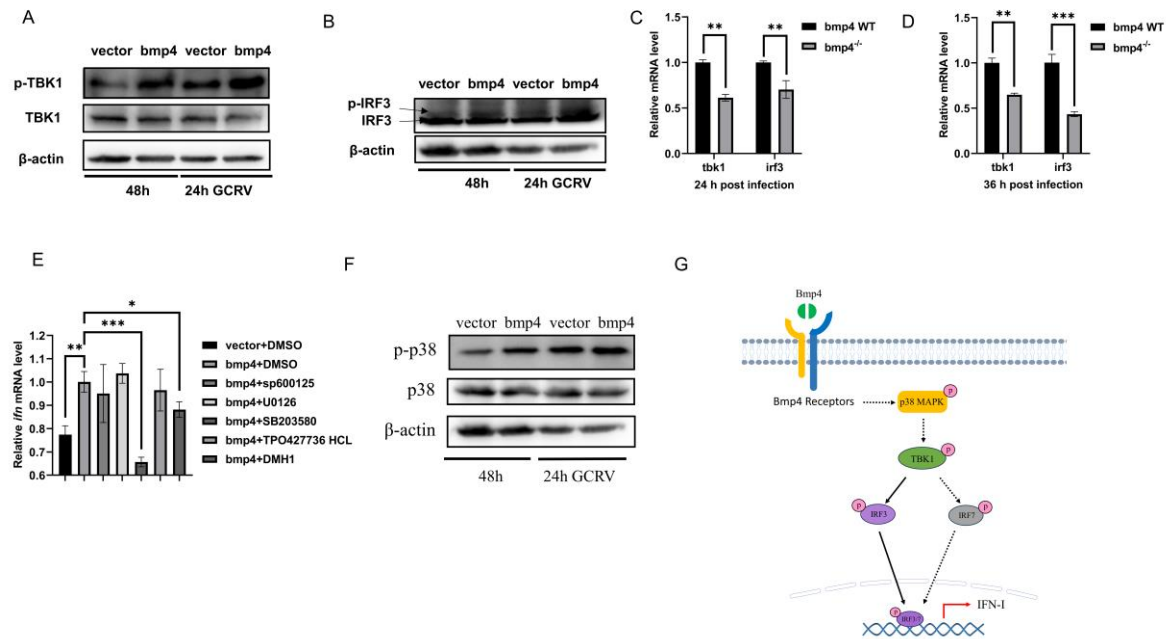 A
vector bmp4 vector bmp4
p-TBK1
TBK1
β-actin
48h 24h GCRV
B
vector bmp4 vector bmp4
p-IRF3
IRF3
β-actin
48h 24h GCRV
C
Relative mRNA level
1.5
1.0
0.5
0.0
** **
tbk1 irf3
24 h post infection
bmp4 WT
bmp4-/-
D
Relative mRNA level
1.5
1.0
0.5
0.0
** ***
tbk1 irf3
36 h post infection
bmp4 WT
bmp4-/-
E
Relative ifn mRNA level
1.2
1.1
1.0
0.9
0.8
0.7
0.6
*
***
**
vector+DMSO
bmp4+DMSO
bmp4+sp600125
bmp4+U0126
bmp4+SB203580
bmp4+TPO427736 HCL
bmp4+DMH1
F
vector bmp4 vector bmp4
p-p38
p38
β-actin
48h 24h GCRV
G
Bmp4
Bmp4 Receptors
p38 MAPK
P
TBK1
P
IRF3
P
IRF7
P
P
IRF3/7
IFN-I